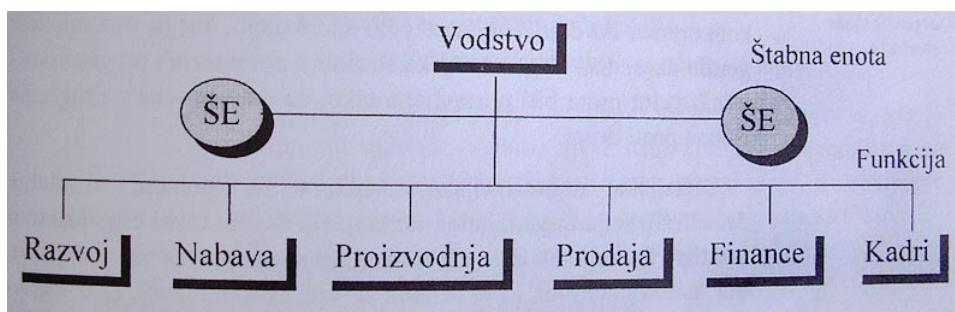 Vodstvo
Štabna enota
ŠE
ŠE
Funkcija
Razvoj
Nabava
Proizvodnja
Prodaja
Finance
Kadri